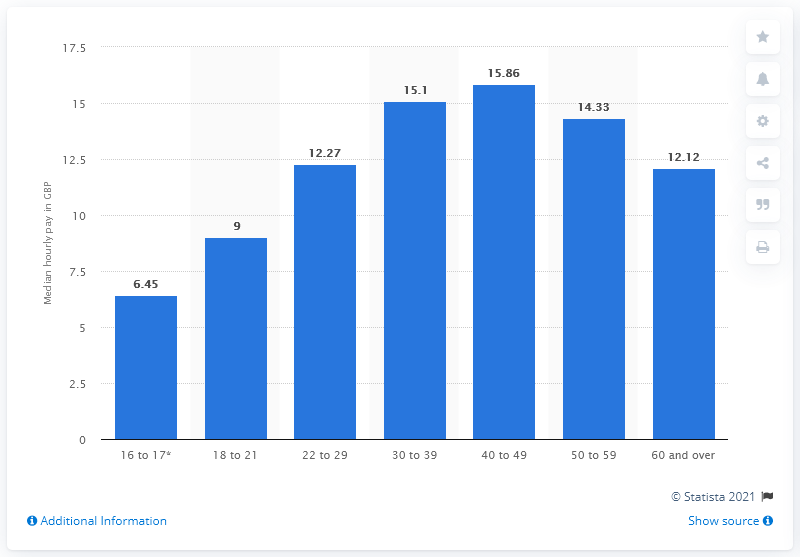 17.5
15
12.5
10
7.5
5
2.5
0
Median hourly pay in GBP
6.45
9
12.27
15.1
15.86
14.33
12.12
16 to 17*
18 to 21
22 to 29
30 to 39
40 to 49
50 to 59
60 and over
© Statista 2021
Additional Information
Show source